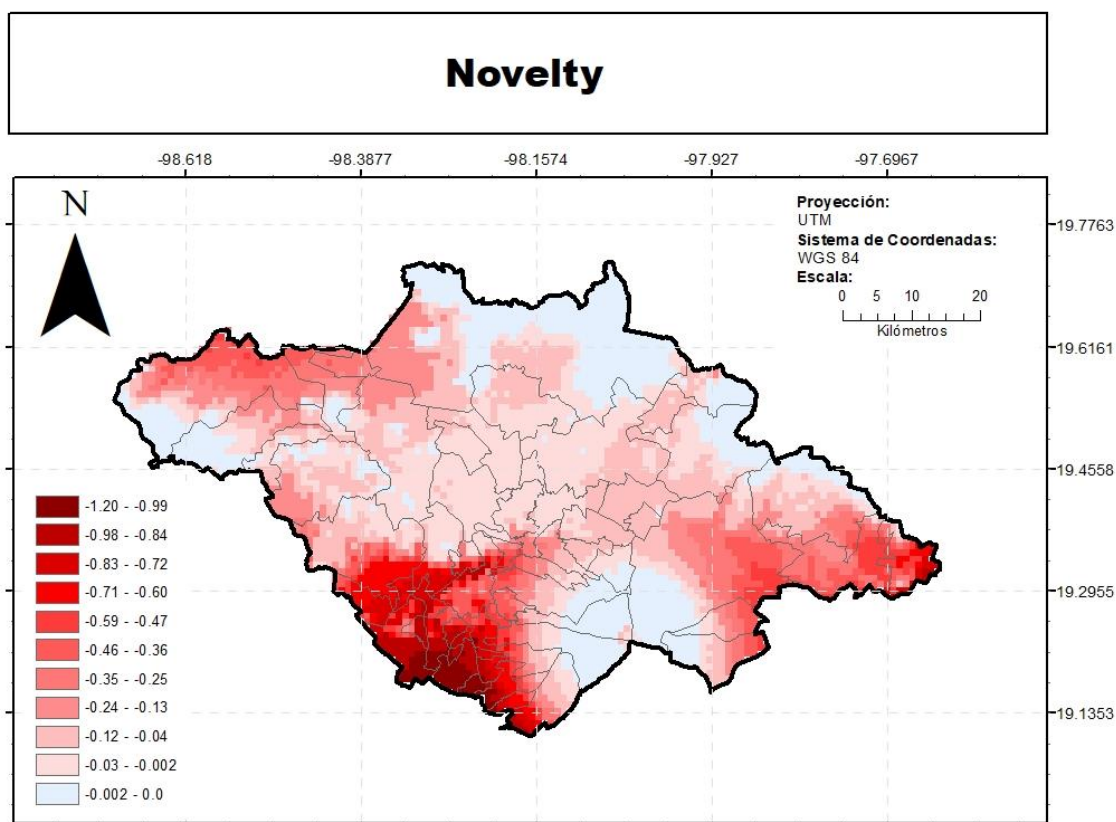 Novelty
-98.618 -98.3877 -98.1574 -97.927 -97.6967
N
Proyección:
UTM
Sistema de Coordenadas:
WGS 84
Escala:
0 5 10 20
Kilómetros
19.7763
19.6161
19.4558
19.2955
19.1353
-1.20 - -0.99
-0.98 - -0.84
-0.83 - -0.72
-0.71 - -0.60
-0.59 - -0.47
-0.46 - -0.36
-0.35 - -0.25
-0.24 - -0.13
-0.12 - -0.04
-0.03 - -0.002
-0.002 - 0.0